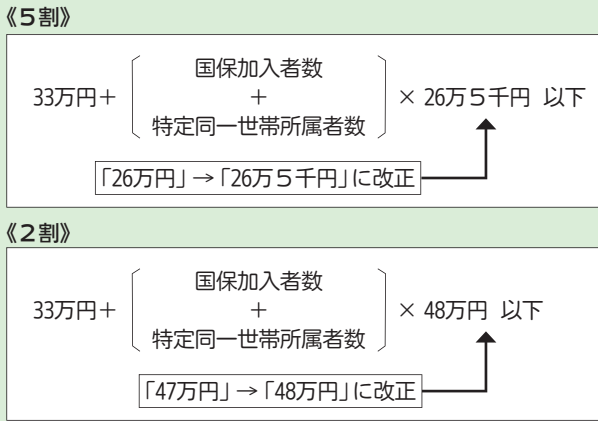 《5割》
国保加入者数
33万円＋ ＋ × 26万5千円 以下
特定同一世帯所属者数
「26万円」→「26万5千円」に改正
《2割》
国保加入者数
33万円＋ ＋ × 48万円 以下
特定同一世帯所属者数
「47万円」→「48万円」に改正